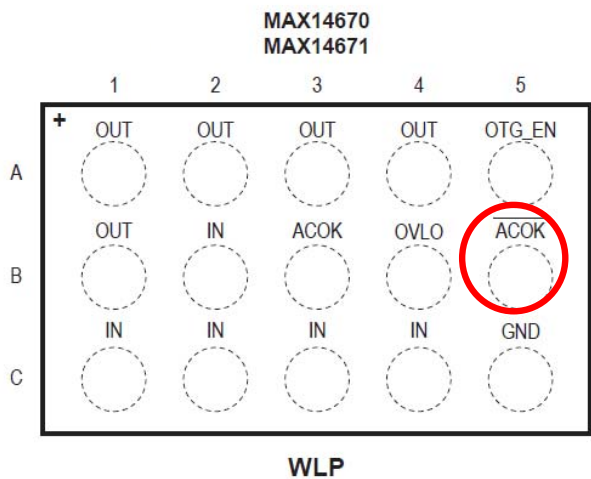 MAX14670
MAX14671
1 2 3 4 5
+
OUT OUT OUT OUT OTG_EN
A
OUT IN ACOK OVLO A̅C̅O̅K̅
B
IN IN IN IN GND
C
WLP